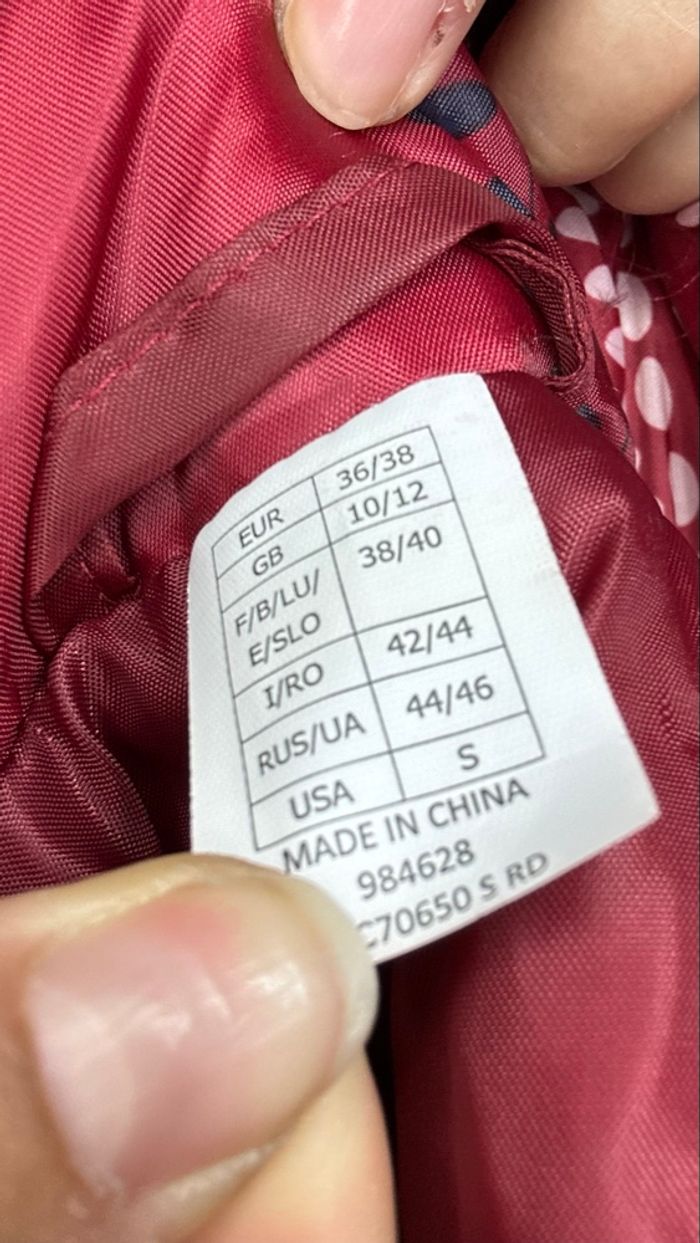 EUR 36/38
GB 10/12
F/B/LU/ 38/40
E/SLO
I/RO 42/44
RUS/UA 44/46
USA S
MADE IN CHINA
984628
C70650 S RD